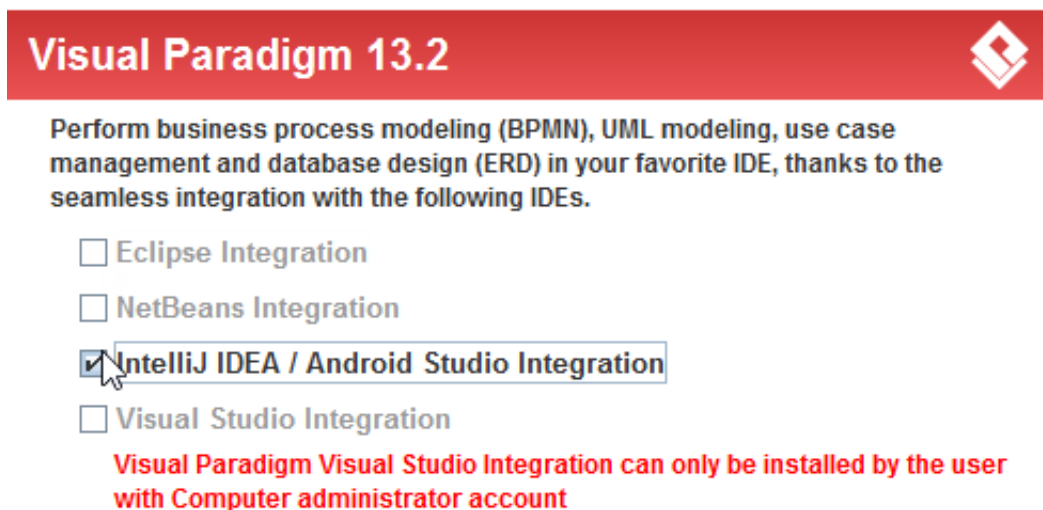 Visual Paradigm 13.2
Perform business process modeling (BPMN), UML modeling, use case
management and database design (ERD) in your favorite IDE, thanks to the
seamless integration with the following IDEs.
Eclipse Integration
NetBeans Integration
IntelliJ IDEA / Android Studio Integration
Visual Studio Integration
Visual Paradigm Visual Studio Integration can only be installed by the user
with Computer administrator account